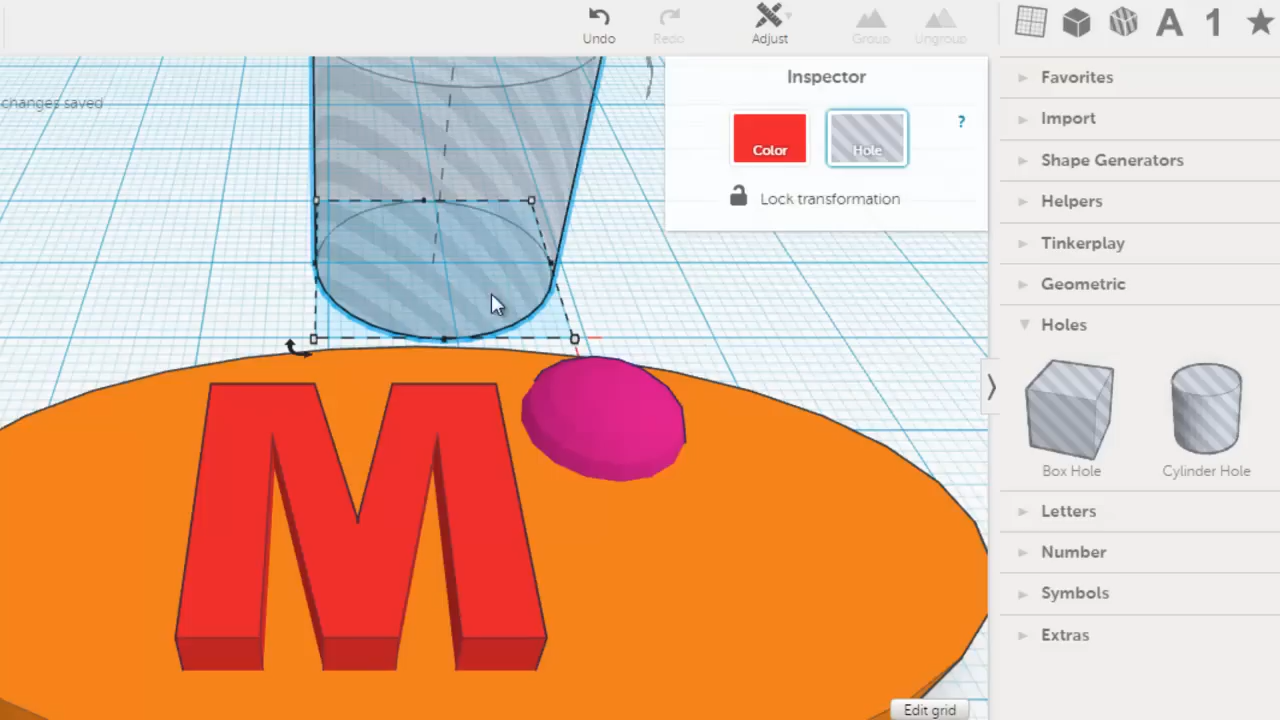 Undo
Redo
Adjust
Group
Ungroup
A
1
changes saved
Inspector
Color
Hole
?
Lock transformation
Favorites
Import
Shape Generators
Helpers
Tinkerplay
Geometric
Holes
Box Hole
Cylinder Hole
Letters
Number
Symbols
Extras
M
Edit grid